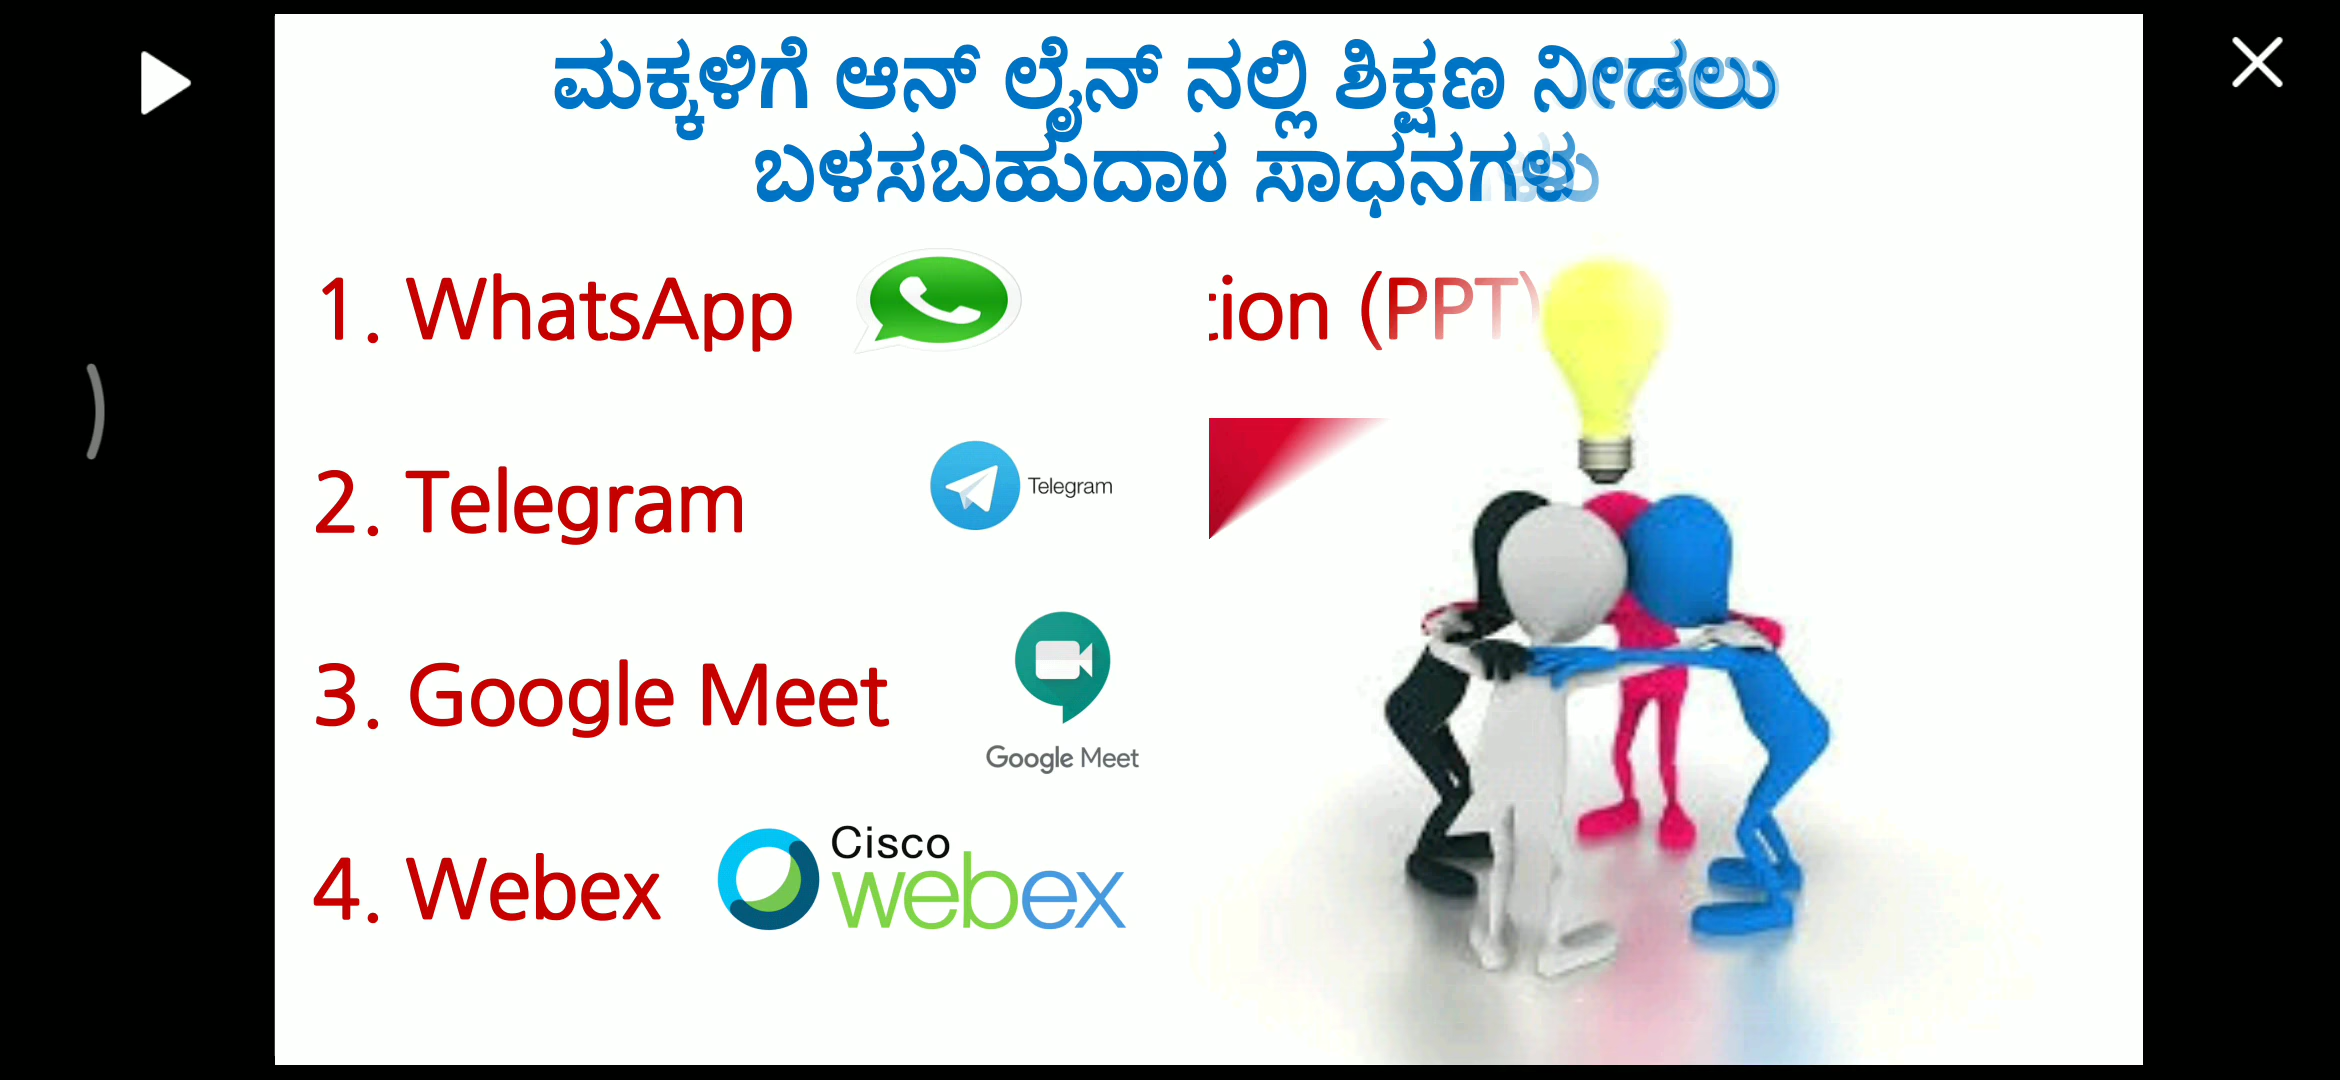 ಮಕ್ಕಳಿಗೆ ಆನ್ ಲೈನ್ ನಲ್ಲಿ ಶಿಕ್ಷಣ ನೀಡಲು
ಬಳಸಬಹುದಾದ ಸಾಧನಗಳು
1. WhatsApp
tion (PPT)
2. Telegram
Telegram
3. Google Meet
Google Meet
4. Webex
Cisco
webex